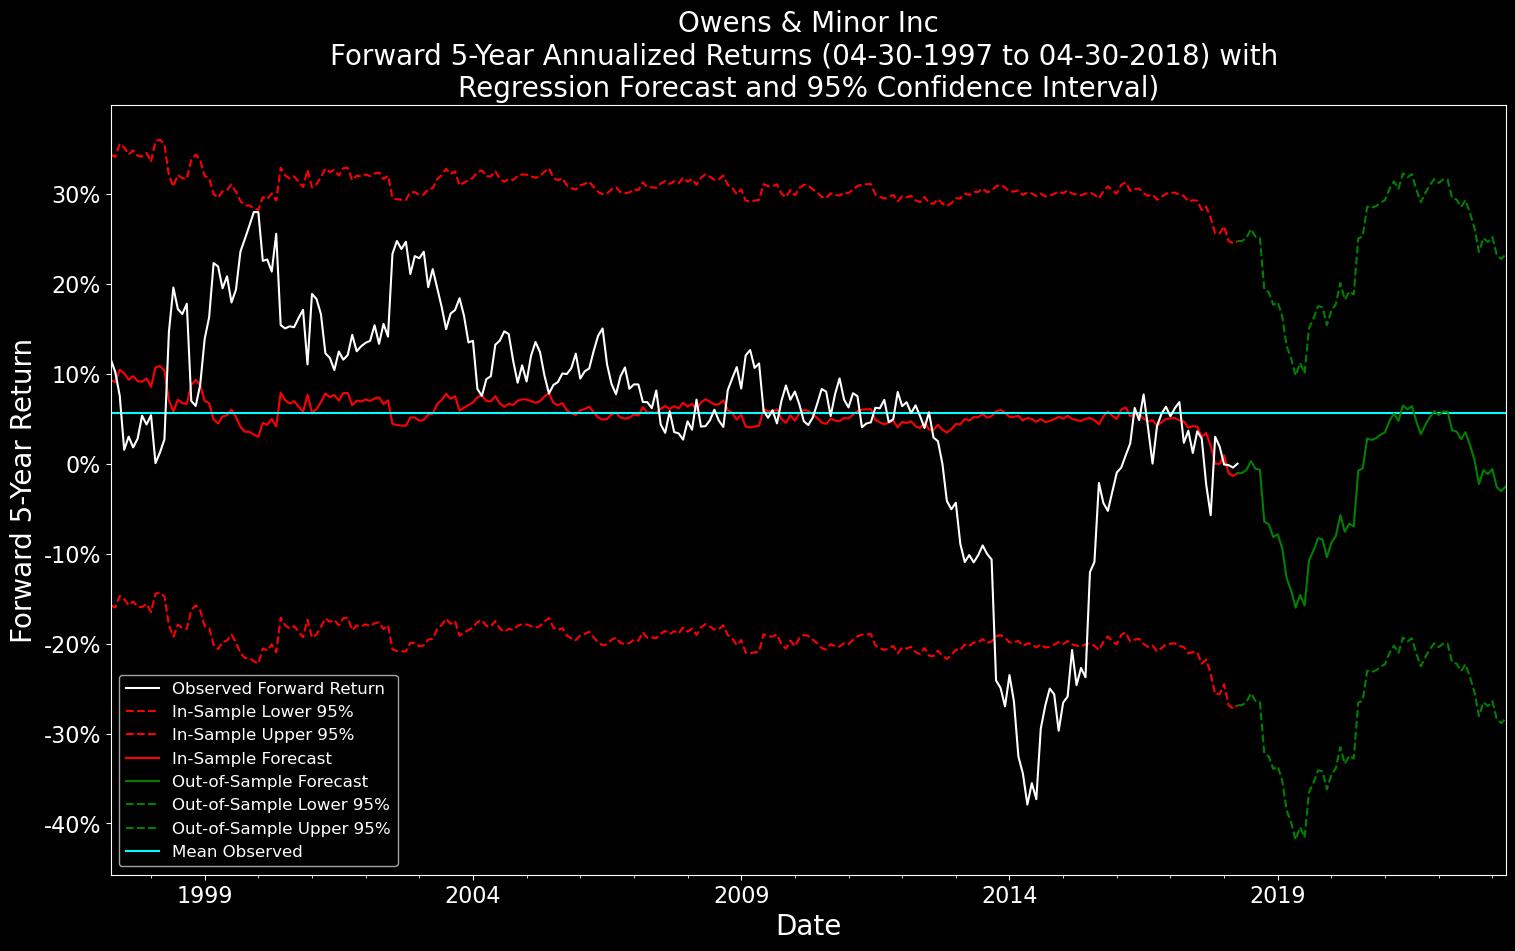 Owens & Minor Inc
Forward 5-Year Annualized Returns (04-30-1997 to 04-30-2018) with
Regression Forecast and 95% Confidence Interval)
Forward 5-Year Return
30%
20%
10%
0%
-10%
-20%
-30%
-40%
Observed Forward Return
In-Sample Lower 95%
In-Sample Upper 95%
In-Sample Forecast
Out-of-Sample Forecast
Out-of-Sample Lower 95%
Out-of-Sample Upper 95%
Mean Observed
1999 2004 2009 2014 2019
Date